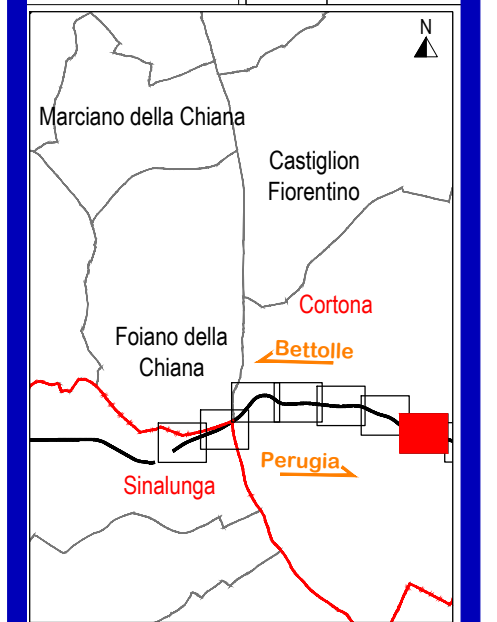 N
Marciano della Chiana
Castiglion
Fiorentino
Cortona
Foiano della
Chiana
Bettolle
Perugia
Sinalunga